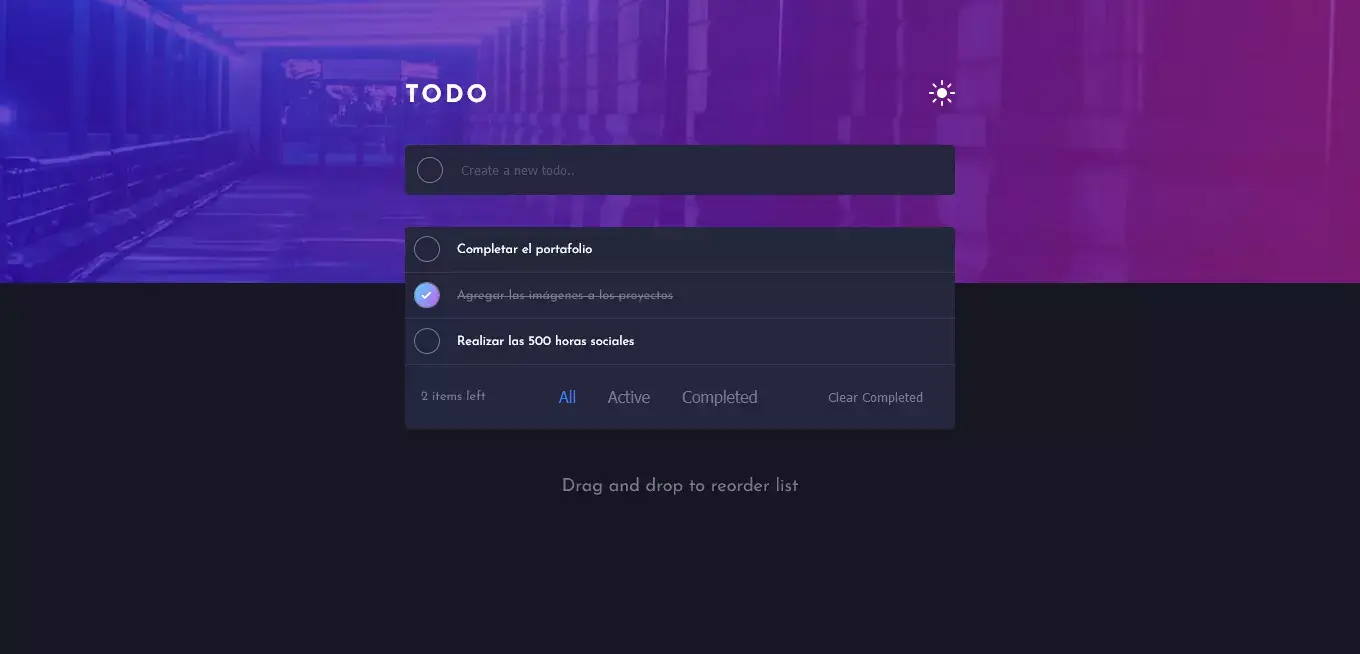 TODO
Create a new todo..
Completar el portafolio
Agregar las imágenes a los proyectos
Realizar las 500 horas sociales
2 items left All Active Completed Clear Completed
Drag and drop to reorder list